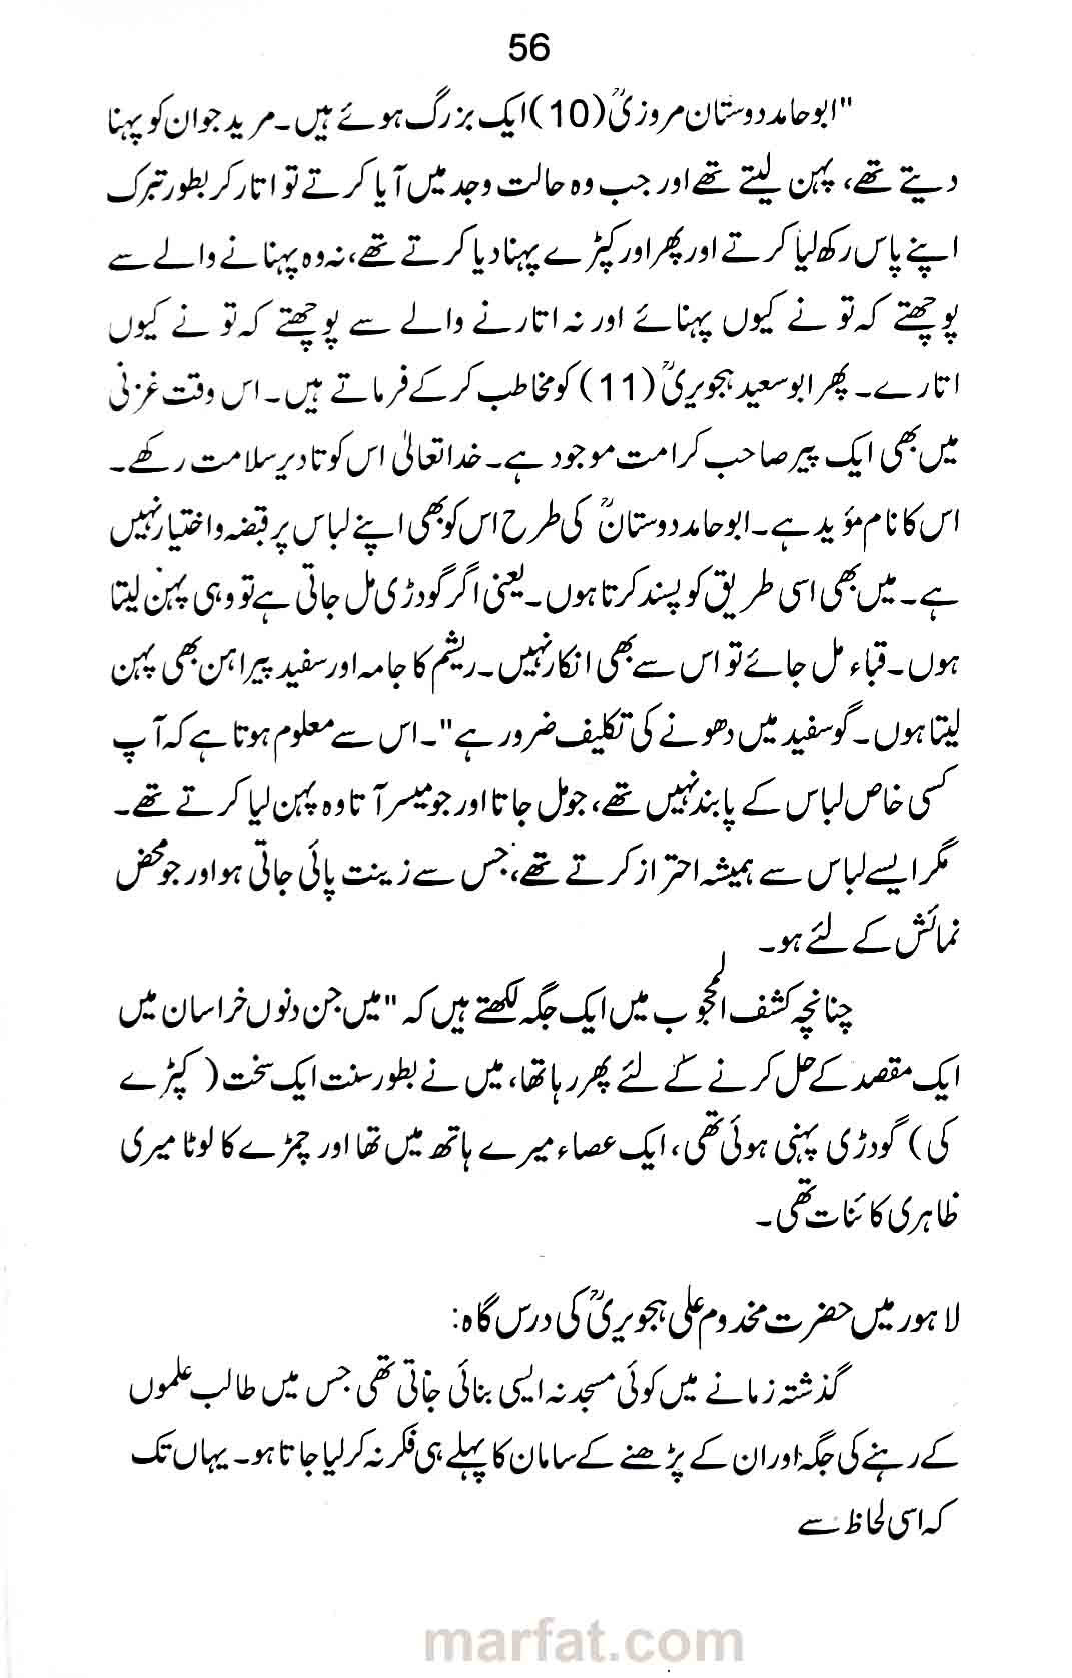 56
"ابو حامد دوستان مروزیؒ (10) ایک بزرگ ہوئے ہیں۔ مرید جوان کو پہنا
دیتے تھے، پہن لیتے تھے اور جب وہ حالت وجد میں آیا کرتے تو اتار کر بطور تبرک
اپنے پاس رکھ لیا کرتے اور پھر اور کپڑے پہنا دیا کرتے تھے، نہ وہ پہنانے والے سے
پوچھتے کہ تو نے کیوں پہنائے اور نہ اتارنے والے سے پوچھتے کہ تو نے کیوں
اتارے۔ پھر ابو سعید ہجویریؒ (11) کو مخاطب کر کے فرماتے ہیں۔ اس وقت غزنی
میں بھی ایک پیر صاحب کرامت موجود ہے۔ خدا تعالیٰ اس کو تا دیر سلامت رکھے۔
اس کا نام مؤید ہے۔ ابو حامد دوستانؒ کی طرح اس کو بھی اپنے لباس پر قبضہ و اختیار نہیں
ہے۔ میں بھی اسی طریق کو پسند کرتا ہوں۔ یعنی اگر گودڑی مل جاتی ہے تو وہی پہن لیتا
ہوں۔ قباء مل جائے تو اس سے بھی انکار نہیں۔ ریشم کا جامہ اور سفید پیراہن بھی پہن
لیتا ہوں۔ گو سفید میں دھونے کی تکلیف ضرور ہے"۔ اس سے معلوم ہوتا ہے کہ آپ
کسی خاص لباس کے پابند نہیں تھے، جو مل جاتا اور جو میسر آتا وہ پہن لیا کرتے تھے۔
مگر ایسے لباس سے ہمیشہ احتراز کرتے تھے، جس سے زینت پائی جاتی ہو اور جو محض
نمائش کے لئے ہو۔
چنانچہ کشف المحجوب میں ایک جگہ لکھتے ہیں کہ "میں جن دنوں خراسان میں
ایک مقصد کے حل کرنے کے لئے پھر رہا تھا، میں نے بطور سنت ایک سخت (کپڑے
کی) گودڑی پہنی ہوئی تھی، ایک عصاء میرے ہاتھ میں تھا اور چمڑے کا لوٹا میری
ظاہری کائنات تھی۔
لاہور میں حضرت مخدوم علی ہجویریؒ کی درس گاہ:
گذشتہ زمانے میں کوئی مسجد نہ ایسی بنائی جاتی تھی جس میں طالب علموں
کے رہنے کی جگہ اور ان کے پڑھنے کے سامان کا پہلے ہی فکر نہ کر لیا جاتا ہو۔ یہاں تک
کہ اسی لحاظ سے
marfat.com